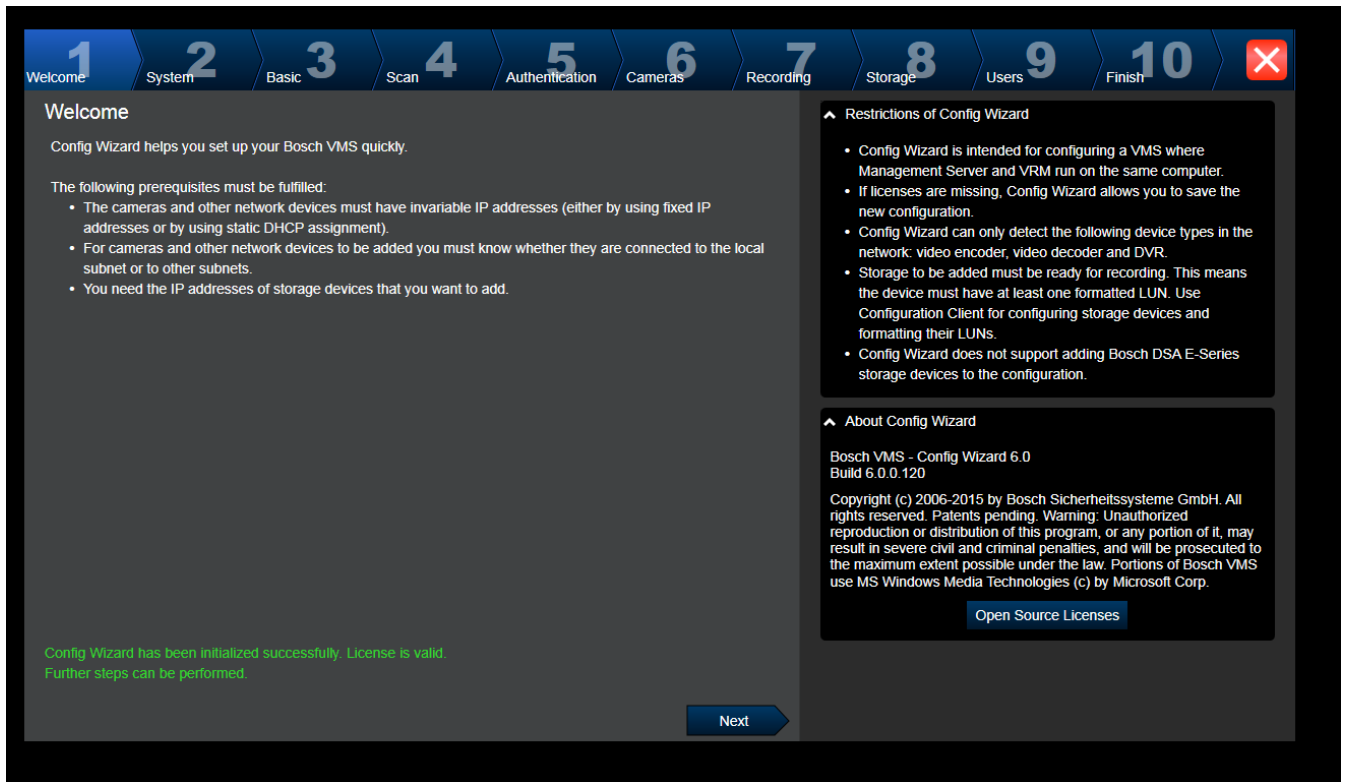 1 Welcome
2 System
3 Basic
4 Scan
5 Authentication
6 Cameras
7 Recording
8 Storage
9 Users
10 Finish
Welcome
Config Wizard helps you set up your Bosch VMS quickly.
The following prerequisites must be fulfilled:
• The cameras and other network devices must have invariable IP addresses (either by using fixed IP
addresses or by using static DHCP assignment).
• For cameras and other network devices to be added you must know whether they are connected to the local
subnet or to other subnets.
• You need the IP addresses of storage devices that you want to add.
Config Wizard has been initialized successfully. License is valid.
Further steps can be performed.
Next
Restrictions of Config Wizard
• Config Wizard is intended for configuring a VMS where
Management Server and VRM run on the same computer.
• If licenses are missing, Config Wizard allows you to save the
new configuration.
• Config Wizard can only detect the following device types in the
network: video encoder, video decoder and DVR.
• Storage to be added must be ready for recording. This means
the device must have at least one formatted LUN. Use
Configuration Client for configuring storage devices and
formatting their LUNs.
• Config Wizard does not support adding Bosch DSA E-Series
storage devices to the configuration.
About Config Wizard
Bosch VMS - Config Wizard 6.0
Build 6.0.0.120
Copyright (c) 2006-2015 by Bosch Sicherheitssysteme GmbH. All
rights reserved. Patents pending. Warning: Unauthorized
reproduction or distribution of this program, or any portion of it, may
result in severe civil and criminal penalties, and will be prosecuted to
the maximum extent possible under the law. Portions of Bosch VMS
use MS Windows Media Technologies (c) by Microsoft Corp.
Open Source Licenses